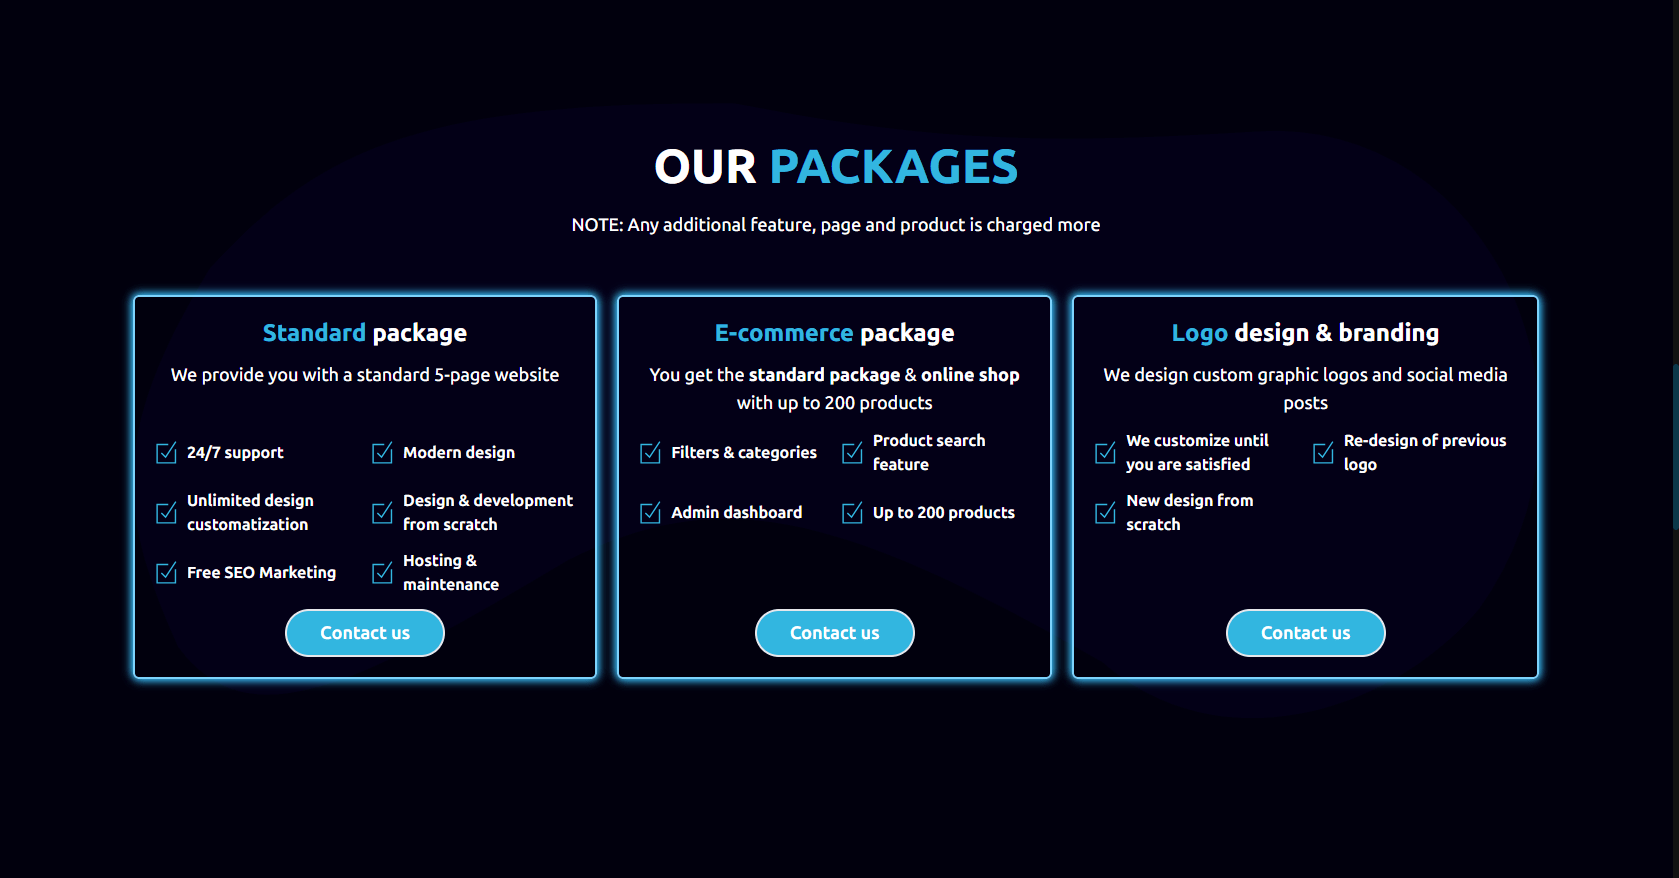 OUR PACKAGES
NOTE: Any additional feature, page and product is charged more
Standard package
We provide you with a standard 5-page website
24/7 support
Modern design
Unlimited design
customatization
Design & development
from scratch
Free SEO Marketing
Hosting &
maintenance
Contact us
E-commerce package
You get the standard package & online shop
with up to 200 products
Filters & categories
Product search
feature
Admin dashboard
Up to 200 products
Contact us
Logo design & branding
We design custom graphic logos and social media
posts
We customize until
you are satisfied
Re-design of previous
logo
New design from
scratch
Contact us